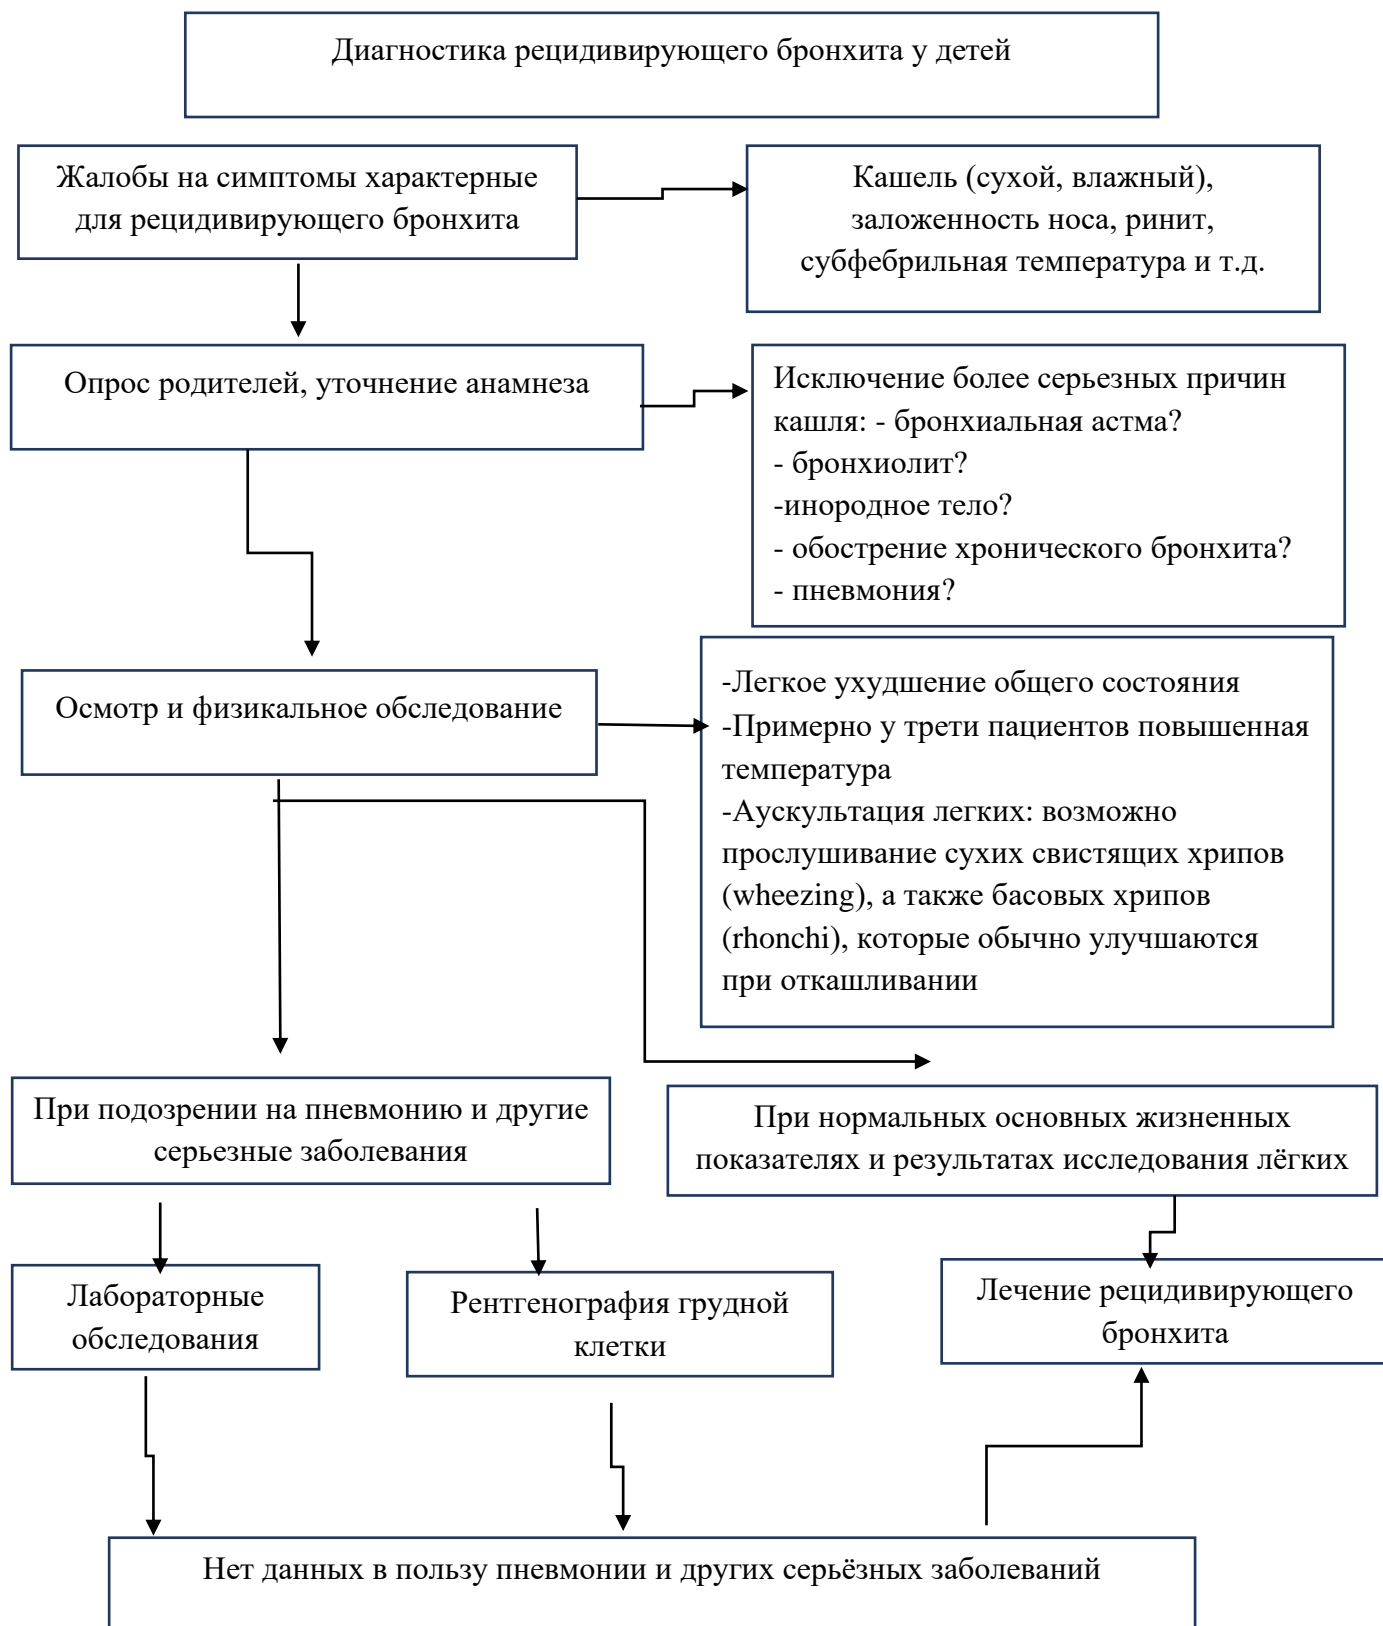 Диагностика рецидивирующего бронхита у детей
Жалобы на симптомы характерные
для рецидивирующего бронхита
Кашель (сухой, влажный),
заложенность носа, ринит,
субфебрильная температура и т.д.
Опрос родителей, уточнение анамнеза
Исключение более серьезных причин
кашля: - бронхиальная астма?
- бронхиолит?
-инородное тело?
- обострение хронического бронхита?
- пневмония?
Осмотр и физикальное обследование
-Легкое ухудшение общего состояния
-Примерно у трети пациентов повышенная
температура
-Аускультация легких: возможно
прослушивание сухих свистящих хрипов
(wheezing), а также басовых хрипов
(rhonchi), которые обычно улучшаются
при откашливании
При подозрении на пневмонию и другие
серьезные заболевания
При нормальных основных жизненных
показателях и результатах исследования лёгких
Лабораторные
обследования
Рентгенография грудной
клетки
Лечение рецидивирующего
бронхита
Нет данных в пользу пневмонии и других серьёзных заболеваний